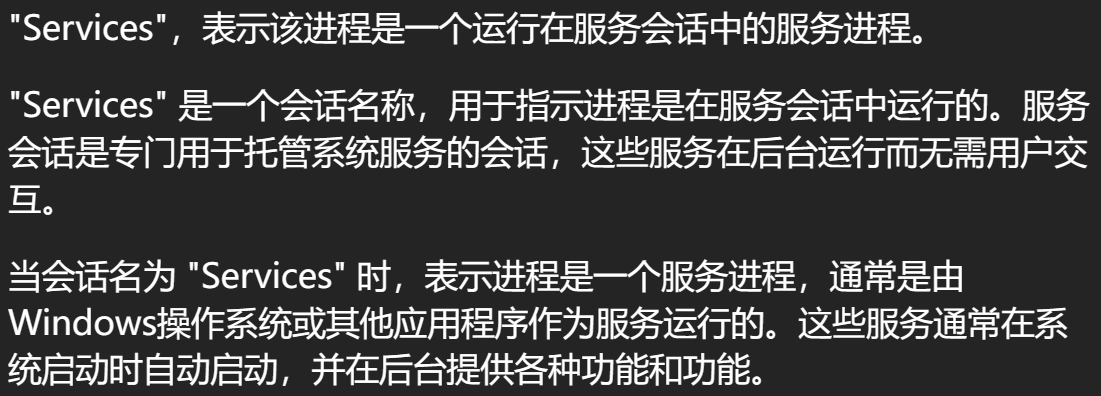 "Services"，表示该进程是一个运行在服务会话中的服务进程。
"Services" 是一个会话名称，用于指示进程是在服务会话中运行的。服务
会话是专门用于托管系统服务的会话，这些服务在后台运行而无需用户交
互。
当会话名为 "Services" 时，表示进程是一个服务进程，通常是由
Windows操作系统或其他应用程序作为服务运行的。这些服务通常在系
统启动时自动启动，并在后台提供各种功能和功能。